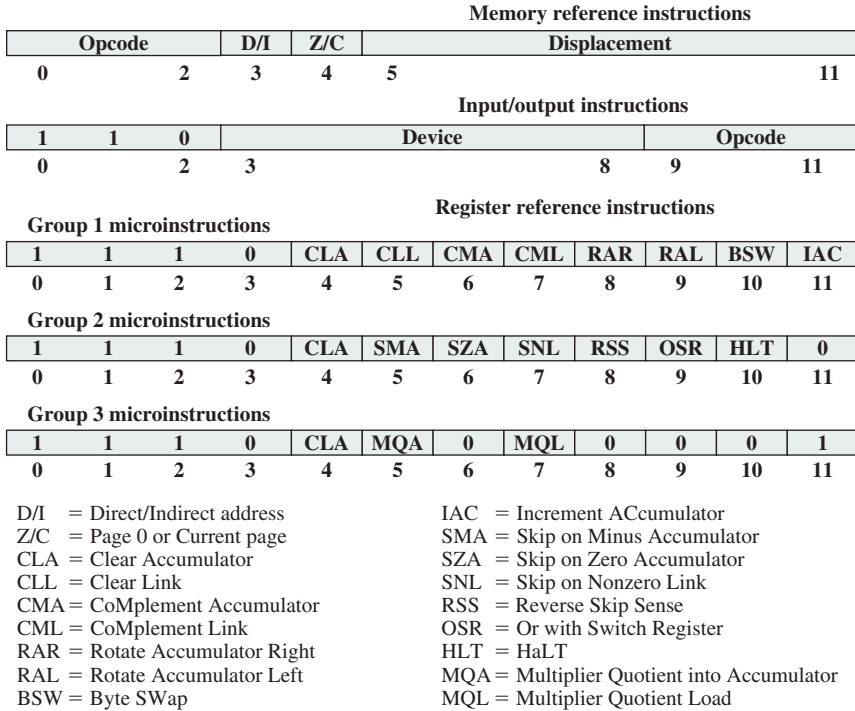 Memory reference instructions
Opcode D/I Z/C Displacement
0 2 3 4 5 11
Input/output instructions
1 1 0 Device Opcode
0 2 3 8 9 11
Register reference instructions
Group 1 microinstructions
1 1 1 0 CLA CLL CMA CML RAR RAL BSW IAC
0 1 2 3 4 5 6 7 8 9 10 11
Group 2 microinstructions
1 1 1 0 CLA SMA SZA SNL RSS OSR HLT 0
0 1 2 3 4 5 6 7 8 9 10 11
Group 3 microinstructions
1 1 1 0 CLA MQA 0 MQL 0 0 0 1
0 1 2 3 4 5 6 7 8 9 10 11
D/I = Direct/Indirect address
Z/C = Page 0 or Current page
CLA = Clear Accumulator
CLL = Clear Link
CMA = CoMplement Accumulator
CML = CoMplement Link
RAR = Rotate Accumulator Right
RAL = Rotate Accumulator Left
BSW = Byte SWap
IAC = Increment ACcumulator
SMA = Skip on Minus Accumulator
SZA = Skip on Zero Accumulator
SNL = Skip on Nonzero Link
RSS = Reverse Skip Sense
OSR = Or with Switch Register
HLT = HaLT
MQA = Multiplier Quotient into Accumulator
MQL = Multiplier Quotient Load